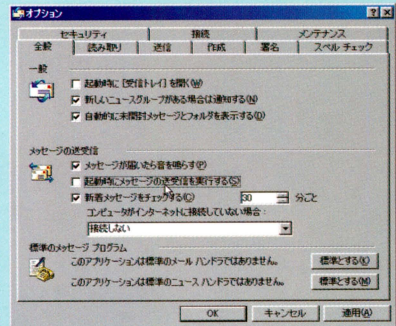 オプション
セキュリティ 接続 メンテナンス
全般 読み取り 送信 作成 署名 スペル チェック
一般
起動時に [受信トレイ] を開く(W)
新しいニュースグループがある場合は通知する(N)
自動的に未開封メッセージとフォルダを表示する(D)
メッセージの送受信
メッセージが届いたら音を鳴らす(P)
起動時にメッセージの送受信を実行する(S)
新着メッセージをチェックする(C) 30 分ごと
コンピュータがインターネットに接続していない場合 :
接続しない
標準のメッセージ プログラム
このアプリケーションは標準のメール ハンドラではありません。 標準とする(K)
このアプリケーションは標準のニュース ハンドラではありません。 標準とする(M)
OK キャンセル 適用(A)